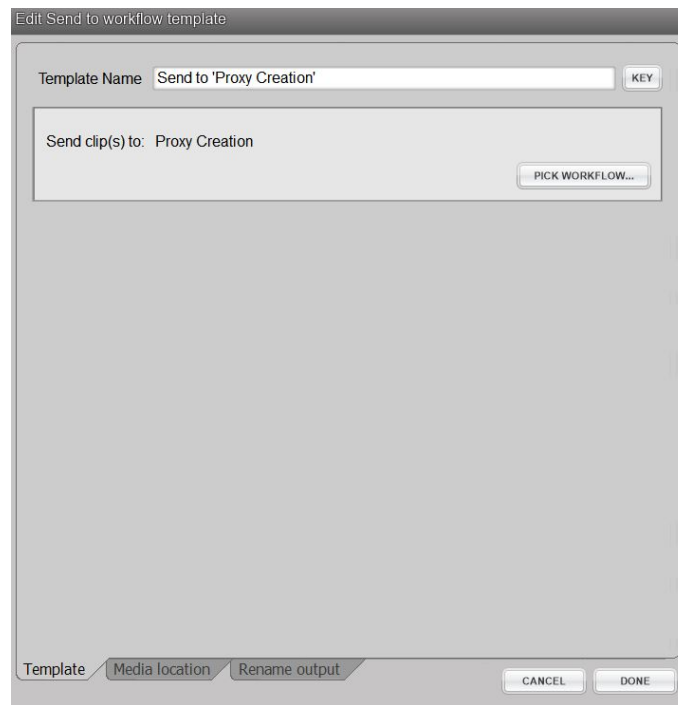 Edit Send to workflow template
Template Name Send to 'Proxy Creation' KEY
Send clip(s) to: Proxy Creation
PICK WORKFLOW...
Template Media location Rename output
CANCEL DONE